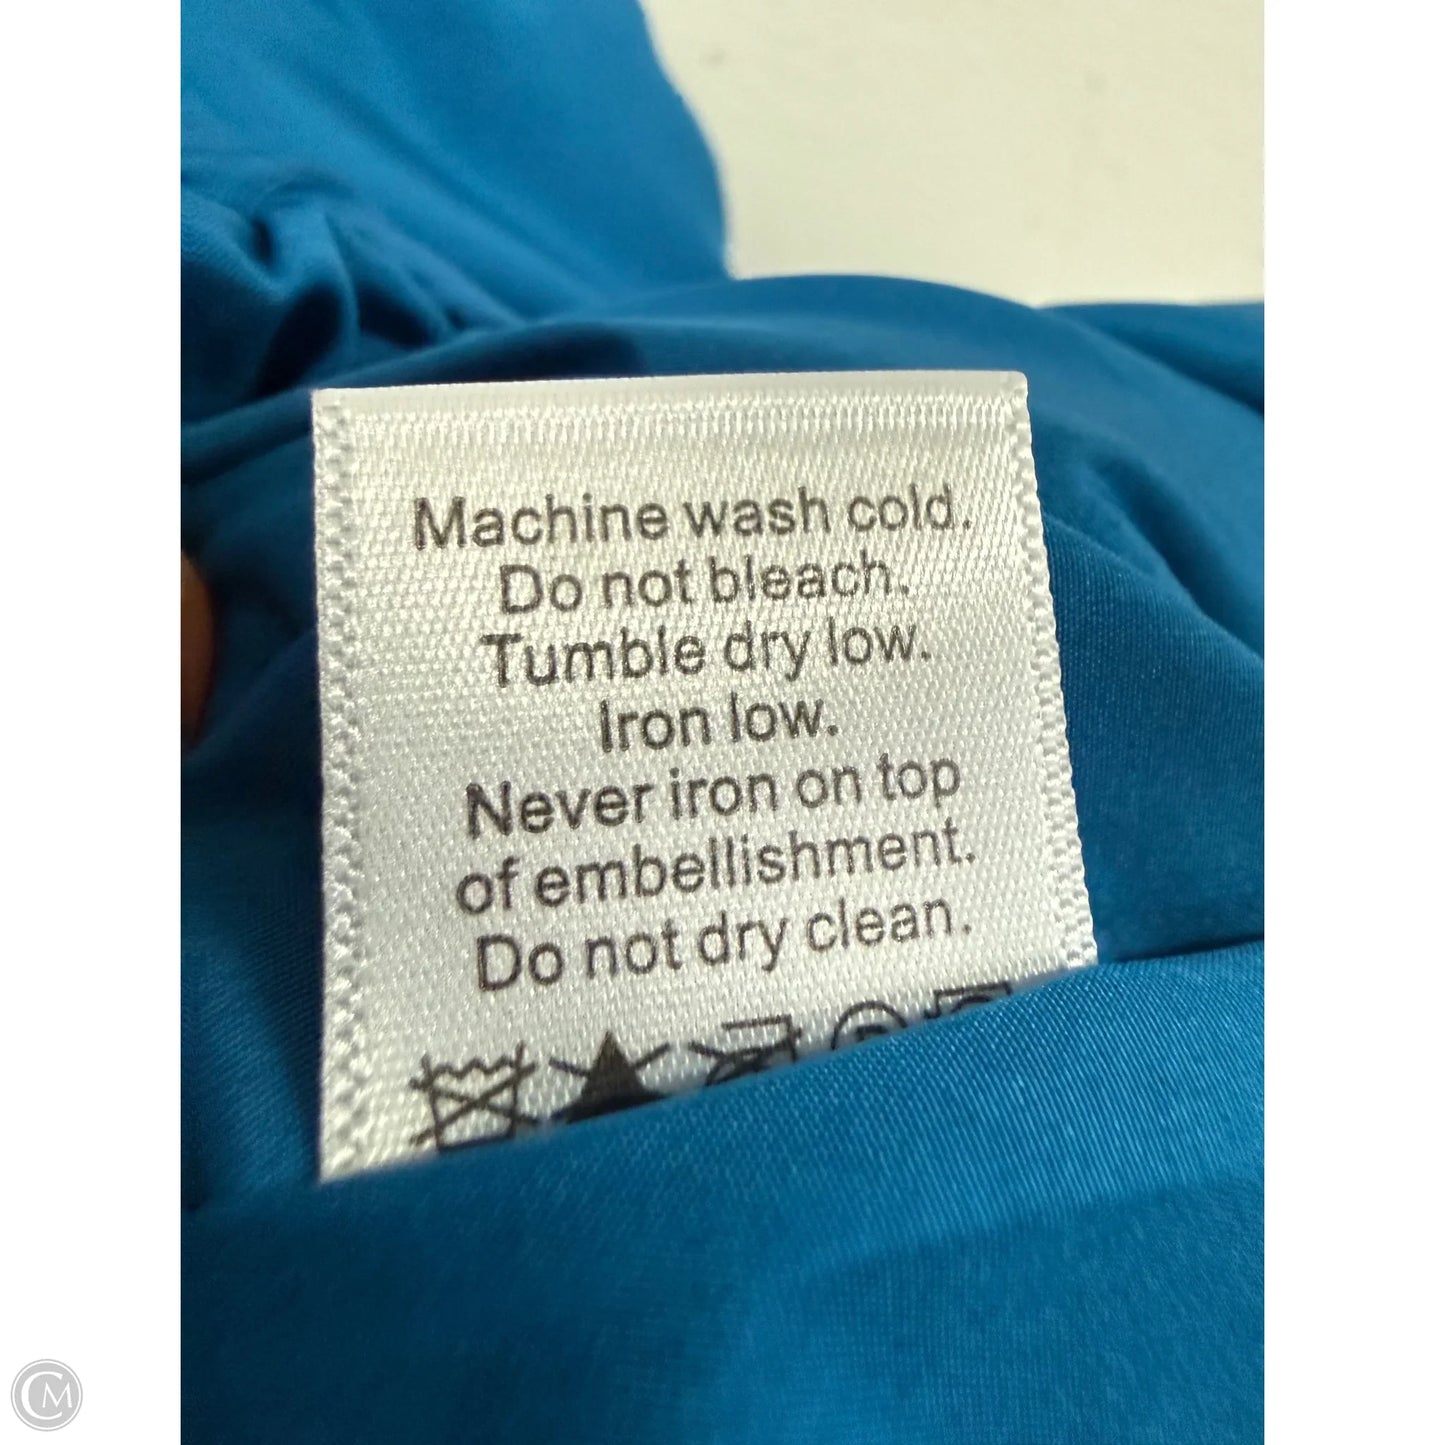 Machine wash cold.
Do not bleach.
Tumble dry low.
Iron low.
Never iron on top
of embellishment.
Do not dry clean.
CM